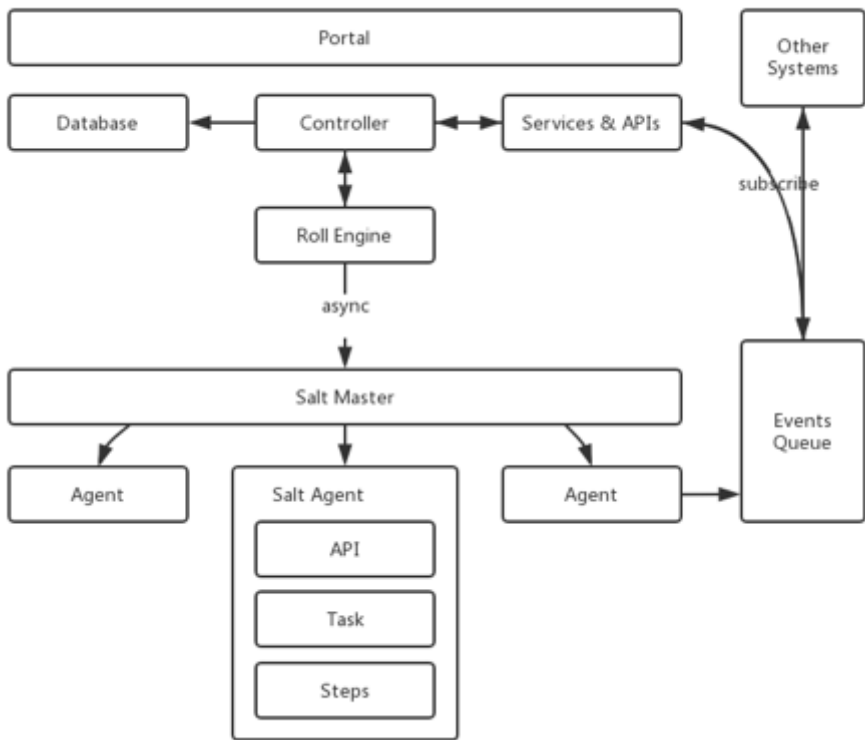 Portal
Other
Systems
Database
Controller
Services & APIs
subscribe
Roll Engine
async
Salt Master
Events
Queue
Agent
Salt Agent
Agent
API
Task
Steps